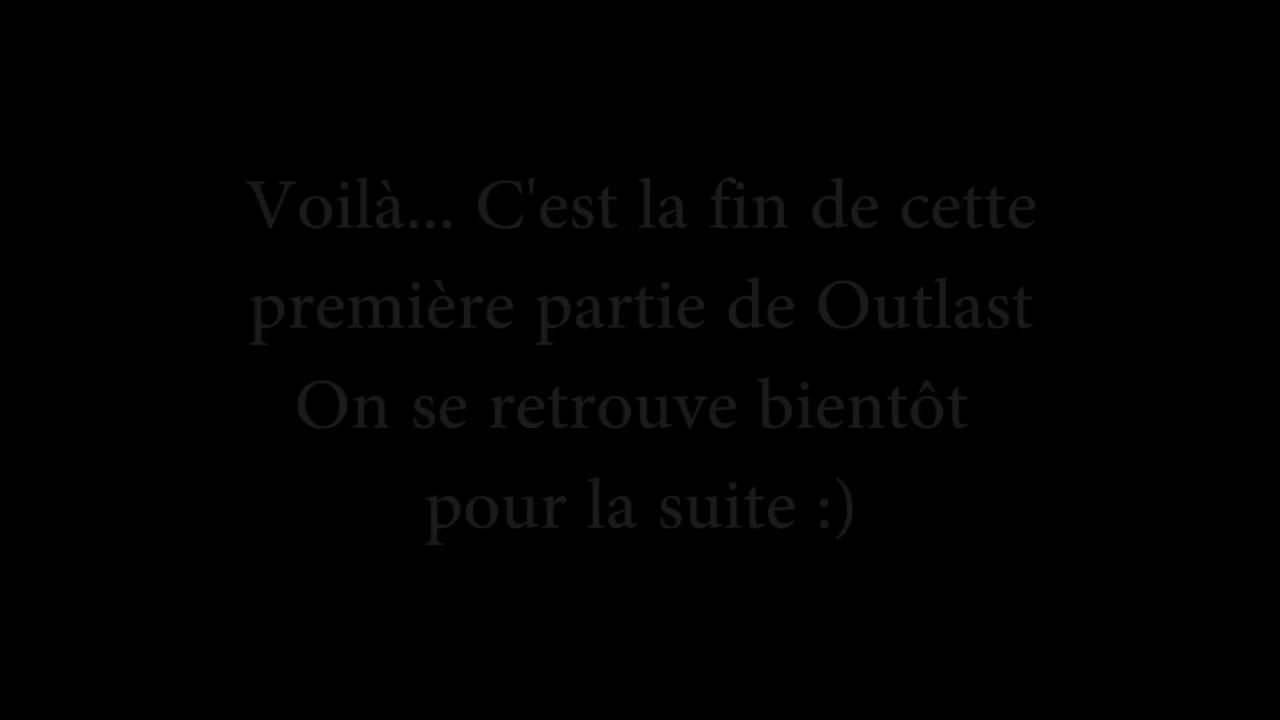 Voilà... C'est la fin de cette
première partie de Outlast
On se retrouve bientôt
pour la suite :)